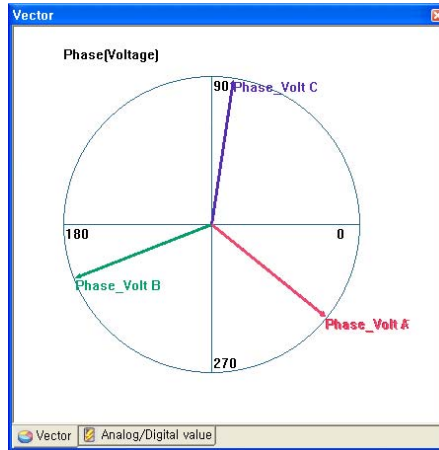 Vector
Phase(Voltage)
90
Phase_Volt C
180
0
Phase_Volt B
Phase_Volt A
270
Vector
Analog/Digital value